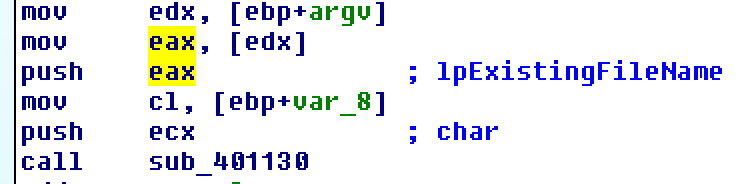 mov edx, [ebp+argv]
mov eax, [edx]
push eax ; lpExistingFileName
mov cl, [ebp+var_8]
push ecx ; char
call sub_401130